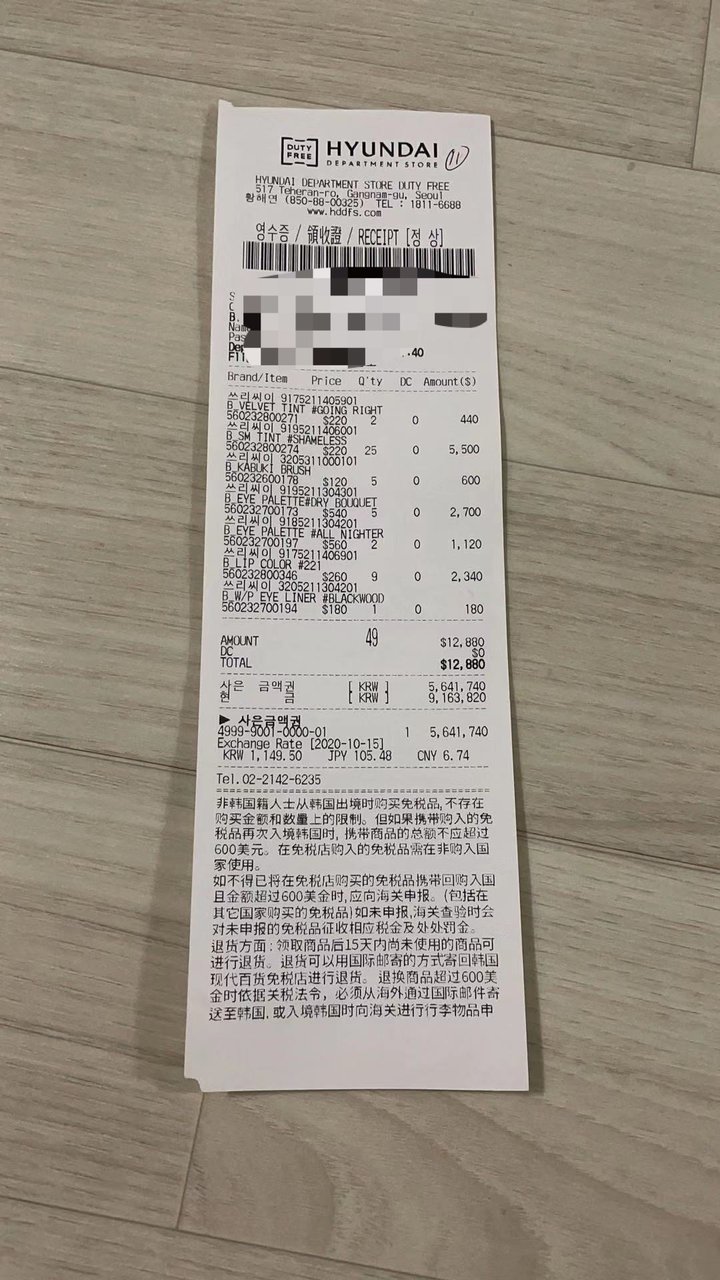 DUTY FREE HYUNDAI DEPARTMENT STORE 11
HYUNDAI DEPARTMENT STORE DUTY FREE
517 Teheran-ro, Gangnam-gu, Seoul
황해연 (850-88-00325) TEL : 1811-6688
www.hddfs.com
영수증 / 領收證 / RECEIPT [정 상]
B.
Nam
Pas
Dep .40
Fli
Brand/Item Price Q'ty DC Amount($)
쓰리씨이 9175211405901
B_VELVET TINT #GOING RIGHT
560232800271 $220 2 0 440
쓰리씨이 9195211406001
B_SM TINT #SHAMELESS
560232800274 $220 25 0 5,500
쓰리씨이 3205311000101
B_KABUKI BRUSH
560232600178 $120 5 0 600
쓰리씨이 9195211304301
B_EYE PALETTE#DRY BOUQUET
560232700173 $540 5 0 2,700
쓰리씨이 9185211304201
B_EYE PALETTE #ALL NIGHTER
560232700197 $560 2 0 1,120
쓰리씨이 9175211406901
B_LIP COLOR #221
560232800346 $260 9 0 2,340
쓰리씨이 3205211304201
B_W/P EYE LINER #BLACKWOOD
560232700194 $180 1 0 180
AMOUNT 49 $12,880
DC $0
TOTAL $12,880
사은 금액권 [ KRW ] 5,641,740
현 금 [ KRW ] 9,163,820
▶ 사은금액권
4999-9001-0000-01 1 5,641,740
Exchange Rate [2020-10-15]
KRW 1,149.50 JPY 105.48 CNY 6.74
Tel.02-2142-6235
非韩国籍人士从韩国出境时购买免税品,不存在
购买金额和数量上的限制。但如果携带购入的免
税品再次入境韩国时, 携带商品的总额不应超过
600美元。在免税店购入的免税品需在非购入国
家使用。
如不得已将在免税店购买的免税品携带回购入国
且金额超过600美金时,应向海关申报。(包括在
其它国家购买的免税品)如未申报,海关查验时会
对未申报的免税品征收相应税金及处处罚金。
退货方面:领取商品后15天内尚未使用的商品可
进行退货。退货可以用国际邮寄的方式寄回韩国
现代百货免税店进行退货。 退换商品超过600美
金时依据关税法令，必须从海外通过国际邮件寄
送至韩国,或入境韩国时向海关进行行李物品申